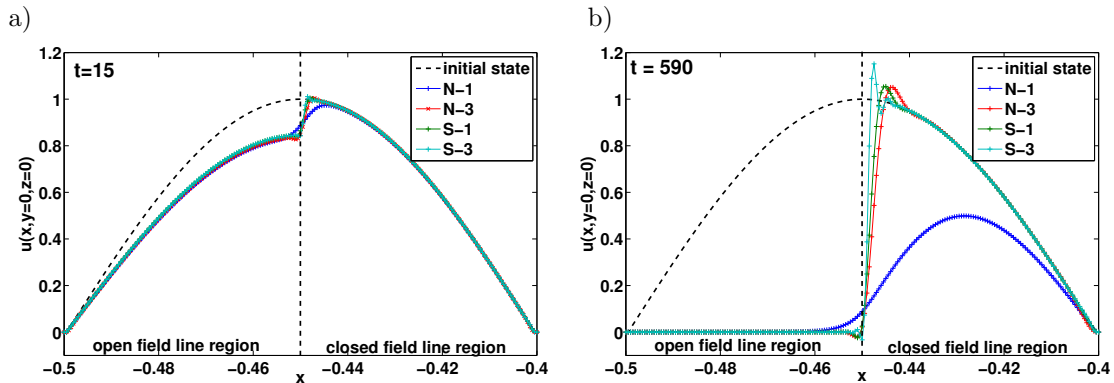 a)
t=15
initial state
N−1
N−3
S−1
S−3
u(x,y=0,z=0)
1.2
1
0.8
0.6
0.4
0.2
0
open field line region
closed field line region
−0.5
−0.48
−0.46
−0.44
−0.42
−0.4
x
b)
t = 590
initial state
N−1
N−3
S−1
S−3
u(x,y=0,z=0)
1.2
1
0.8
0.6
0.4
0.2
0
open field line region
closed field line region
−0.5
−0.48
−0.46
−0.44
−0.42
−0.4
x